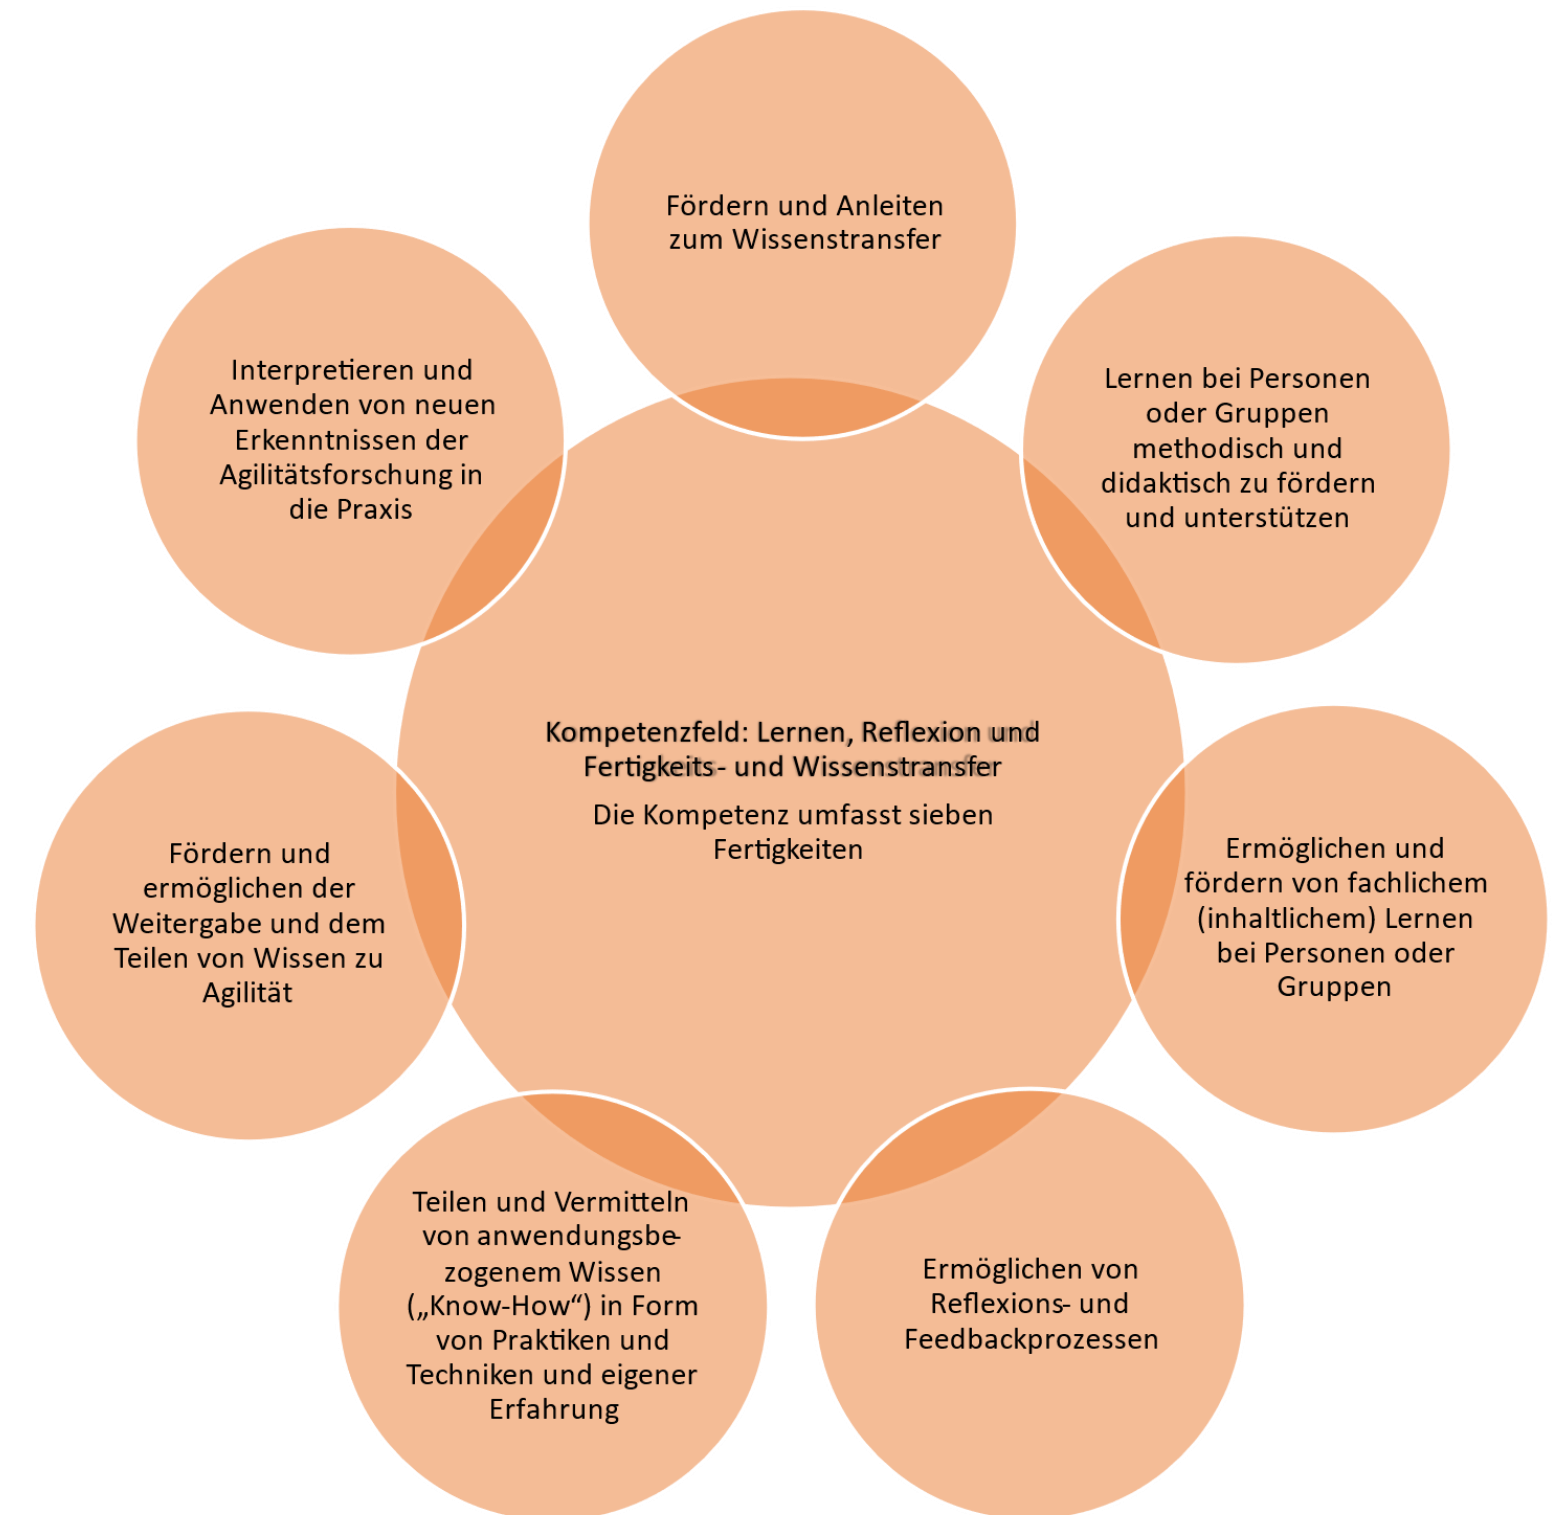 Fördern und Anleiten
zum Wissenstransfer
Lernen bei Personen
oder Gruppen
methodisch und
didaktisch zu fördern
und unterstützen
Ermöglichen und
fördern von fachlichem
(inhaltlichem) Lernen
bei Personen oder
Gruppen
Ermöglichen von
Reflexions- und
Feedbackprozessen
Teilen und Vermitteln
von anwendungsbe-
zogenem Wissen
(„Know-How“) in Form
von Praktiken und
Techniken und eigener
Erfahrung
Fördern und
ermöglichen der
Weitergabe und dem
Teilen von Wissen zu
Agilität
Interpretieren und
Anwenden von neuen
Erkenntnissen der
Agilitätsforschung in
die Praxis
Kompetenzfeld: Lernen, Reflexion und
Fertigkeits- und Wissenstransfer
Die Kompetenz umfasst sieben
Fertigkeiten